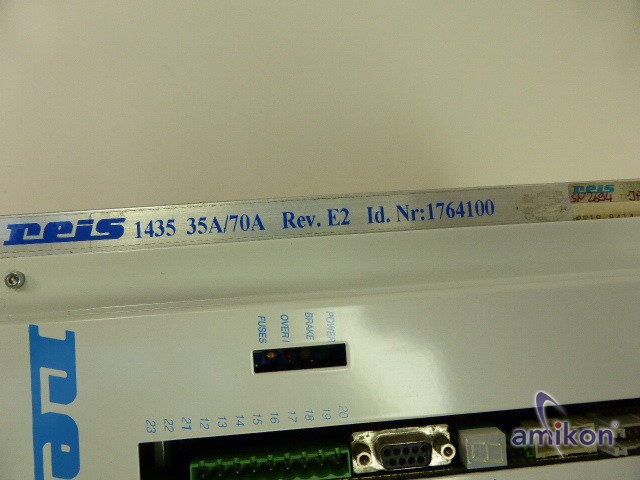 reis 1435 35A/70A Rev. E2 Id. Nr:1764100
reis
POWER
BRAKE
OVER I
FUSES
23 22 21 12 13 14 15 16 17 18 19 20
re
amikon